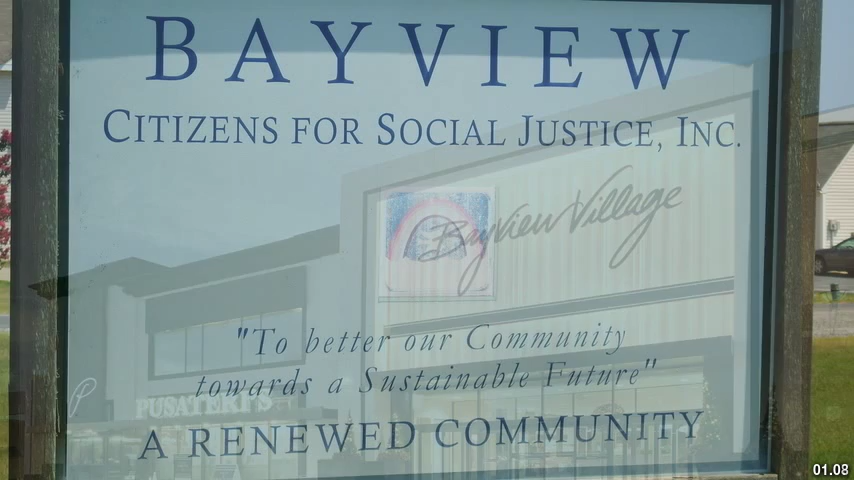 BAYVIEW
CITIZENS FOR SOCIAL JUSTICE, INC.
Bayview Village
"To better our Community
towards a Sustainable Future"
PUSATERI'S
A RENEWED COMMUNITY
01.08